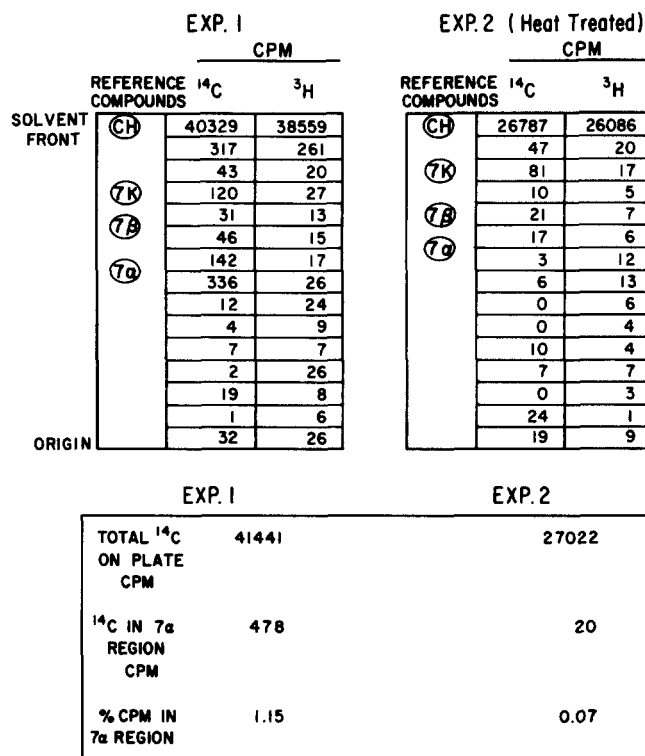 EXP. 1 EXP. 2 (Heat Treated)
CPM CPM
REFERENCE COMPOUNDS 14C 3H REFERENCE COMPOUNDS 14C 3H
SOLVENT FRONT CH 40329 38559 CH 26787 26086
317 261 47 20
43 20 7K 81 17
7K 120 27 10 5
7β 31 13 7β 21 7
46 15 7α 17 6
7α 142 17 3 12
336 26 6 13
12 24 0 6
4 9 0 4
7 7 10 4
2 26 7 7
19 8 0 3
1 6 24 1
ORIGIN 32 26 19 9
EXP. 1 EXP. 2
TOTAL 14C 41441 27022
ON PLATE
CPM
14C IN 7α 478 20
REGION
CPM
% CPM IN 1.15 0.07
7α REGION